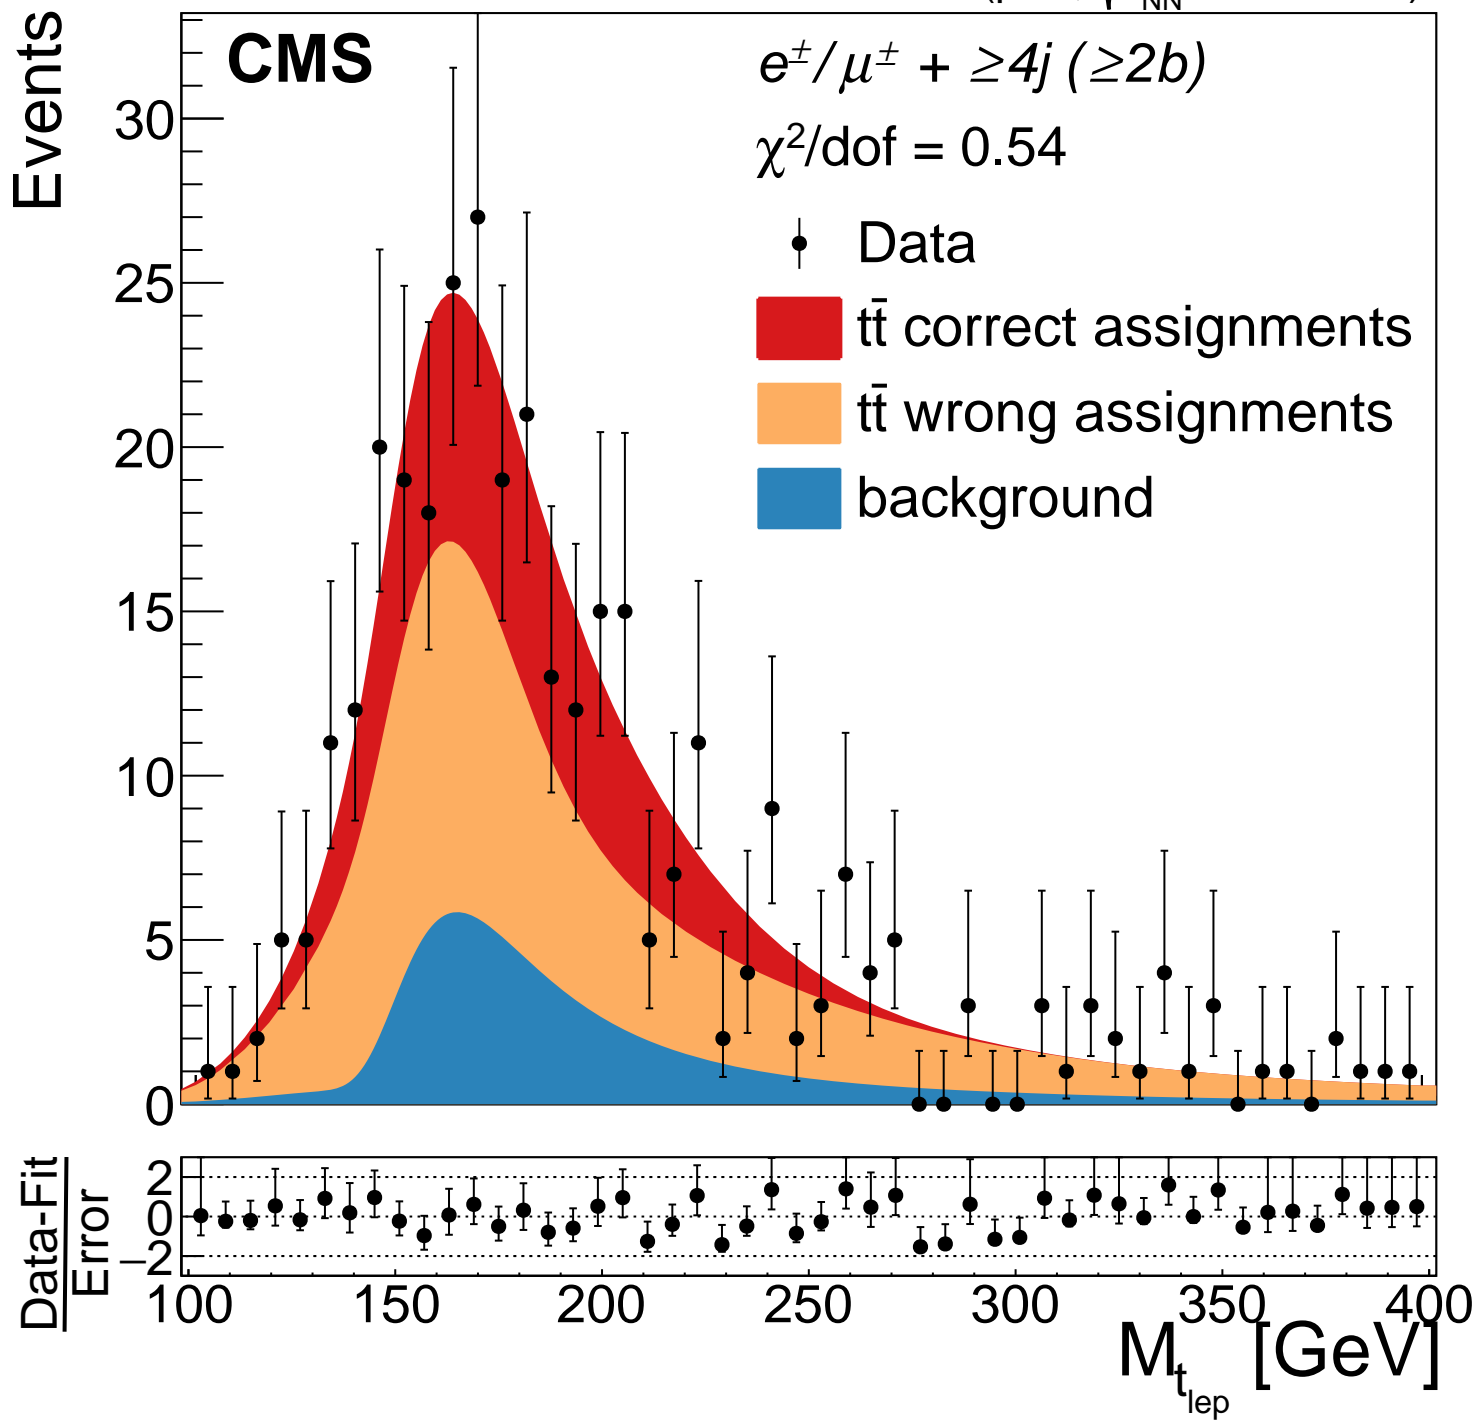 CMS
e±/μ± + ≥4j (≥2b)
χ²/dof = 0.54
Data
tt̄ correct assignments
tt̄ wrong assignments
background
Events
30
25
20
15
10
5
0
Data-Fit
Error
2
0
−2
100 150 200 250 300 350 400
M_t_lep [GeV]